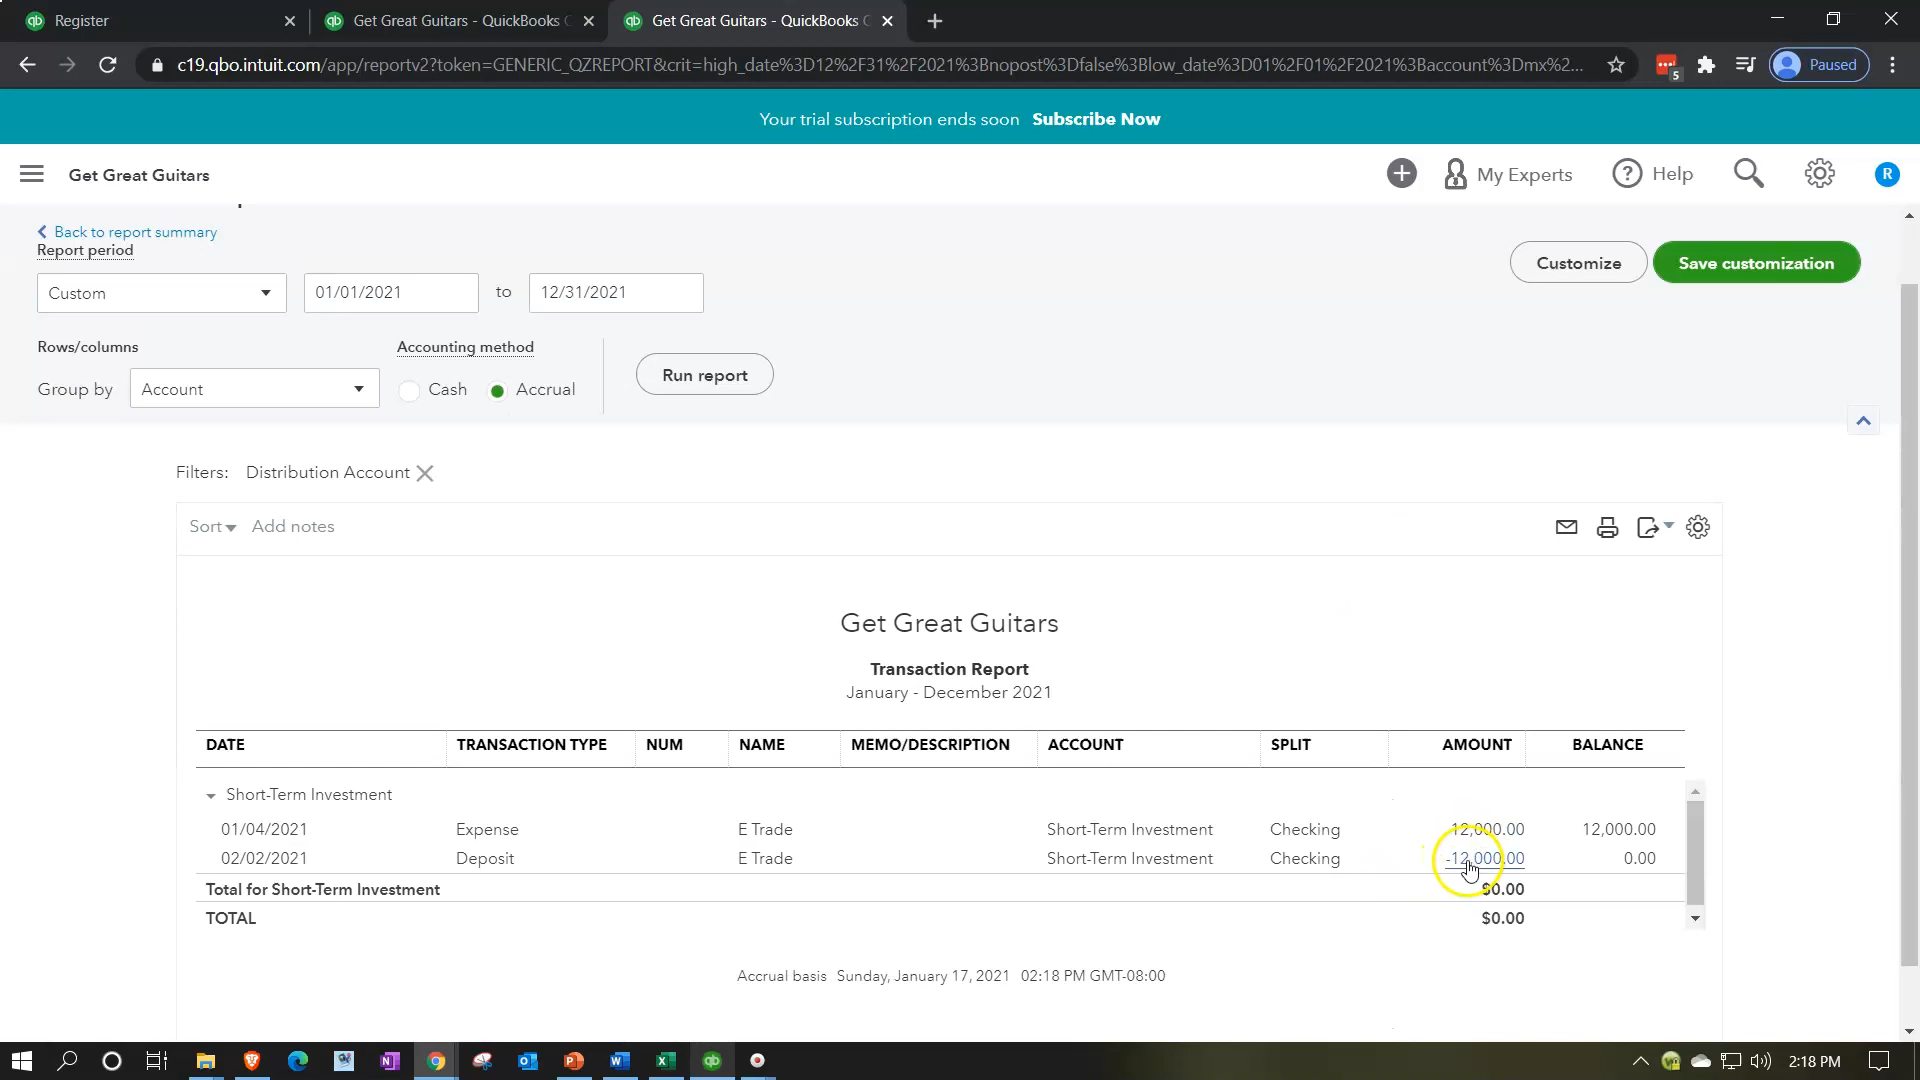 Register
Get Great Guitars - QuickBooks C
Get Great Guitars - QuickBooks C
c19.qbo.intuit.com/app/reportv2?token=GENERIC_QZREPORT&crit=high_date%3D12%2F31%2F2021%3Bnopost%3Dfalse%3Blow_date%3D01%2F01%2F2021%3Baccount%3Dmx%2...
5
Paused
Your trial subscription ends soon Subscribe Now
Get Great Guitars
My Experts
? Help
R
Back to report summary
Report period
Custom
01/01/2021
to
12/31/2021
Customize
Save customization
Rows/columns
Accounting method
Group by
Account
Cash
Accrual
Run report
Filters: Distribution Account
Sort Add notes
Get Great Guitars
Transaction Report
January - December 2021
DATE TRANSACTION TYPE NUM NAME MEMO/DESCRIPTION ACCOUNT SPLIT AMOUNT BALANCE
Short-Term Investment
01/04/2021 Expense E Trade Short-Term Investment Checking 12,000.00 12,000.00
02/02/2021 Deposit E Trade Short-Term Investment Checking -12,000.00 0.00
Total for Short-Term Investment $0.00
TOTAL $0.00
Accrual basis Sunday, January 17, 2021 02:18 PM GMT-08:00
2:18 PM